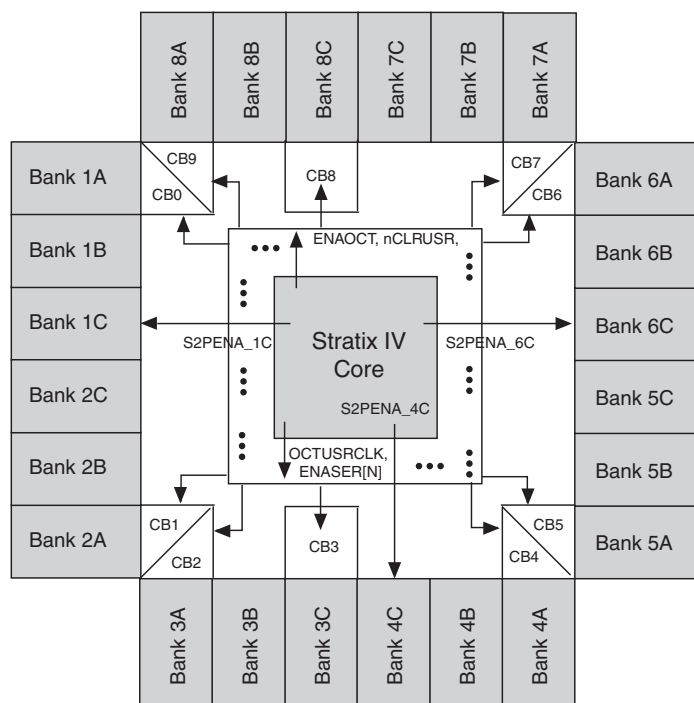 Bank 8A
Bank 8B
Bank 8C
Bank 7C
Bank 7B
Bank 7A
Bank 1A
CB9
CB0
CB8
CB7
CB6
Bank 6A
Bank 1B
ENAOCT, nCLRUSR,
Bank 6B
Bank 1C
S2PENA_1C
Stratix IV
Core
S2PENA_6C
Bank 6C
Bank 2C
S2PENA_4C
Bank 5C
Bank 2B
OCTUSRCLK,
ENASER[N]
Bank 5B
Bank 2A
CB1
CB2
CB3
CB5
CB4
Bank 5A
Bank 3A
Bank 3B
Bank 3C
Bank 4C
Bank 4B
Bank 4A